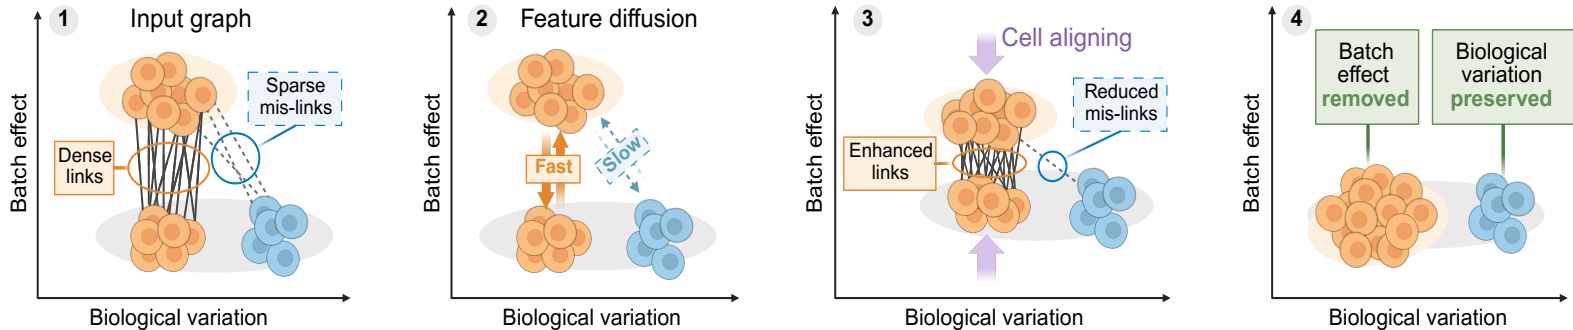 1
Input graph
Batch effect
Sparse
mis-links
Dense
links
Biological variation
2
Feature diffusion
Batch effect
Fast
Slow
Biological variation
3
Cell aligning
Batch effect
Reduced
mis-links
Enhanced
links
Biological variation
4
Batch effect
Batch
effect
removed
Biological
variation
preserved
Biological variation